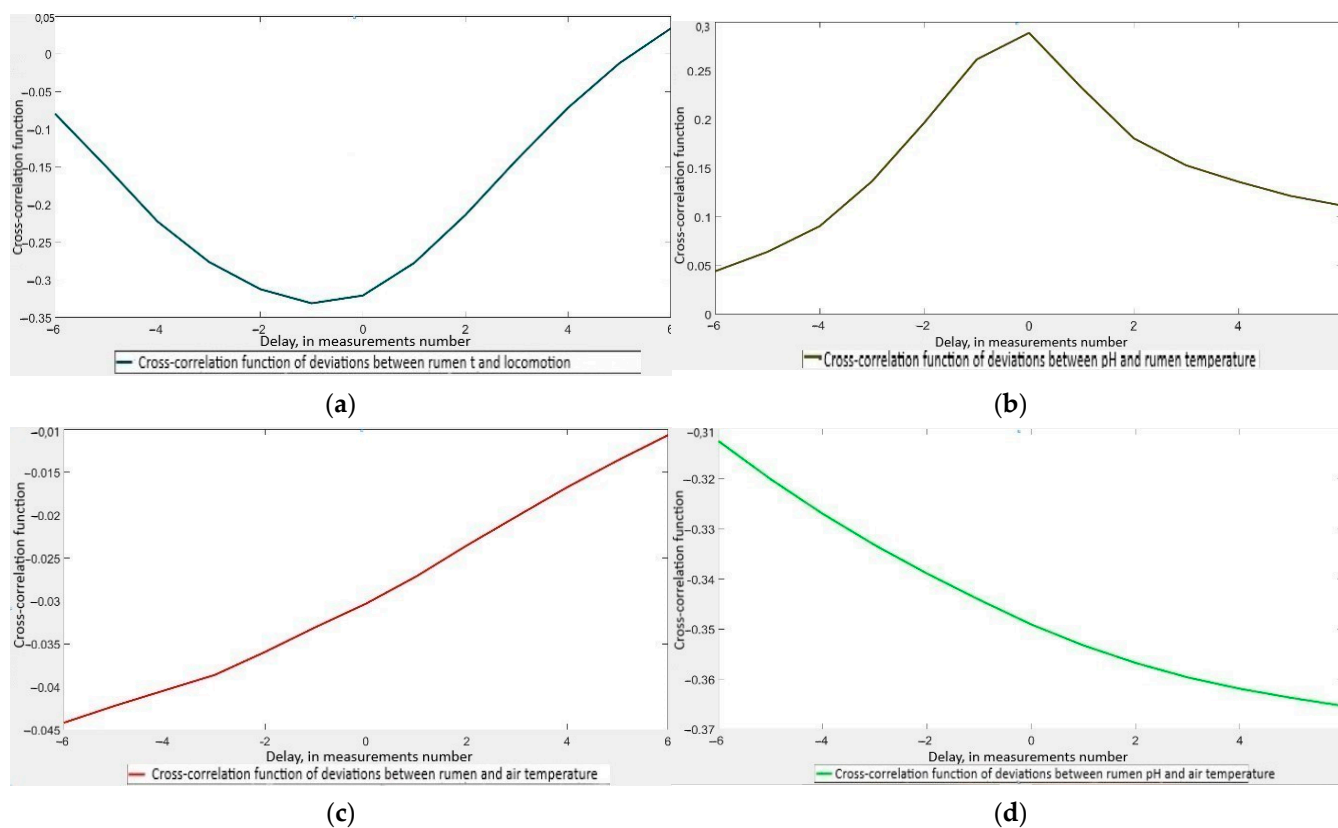 0,05
0
−0.05
−0.1
−0.15
−0.2
−0.25
−0.3
−0.35
Cross-correlation function
−6 −4 −2 0 2 4 6
Delay, in measurements number
Cross-correlation function of deviations between rumen t and locomotion
(a)
0,3
0.25
0.2
0.15
0.1
0.05
0
Cross-correlation function
−6 −4 −2 0 2 4
Delay, in measurements number
Cross-correlation function of deviations between pH and rumen temperature
(b)
−0,01
−0.015
−0.02
−0.025
−0.03
−0.035
−0.04
−0.045
Cross-correlation function
−6 −4 −2 0 2 4 6
Delay, in measurements number
Cross-correlation function of deviations between rumen and air temperature
(c)
−0,31
−0.32
−0.33
−0.34
−0.35
−0.36
−0.37
Cross-correlation function
−6 −4 −2 0 2 4
Delay, in measurements number
Cross-correlation function of deviations between rumen pH and air temperature
(d)